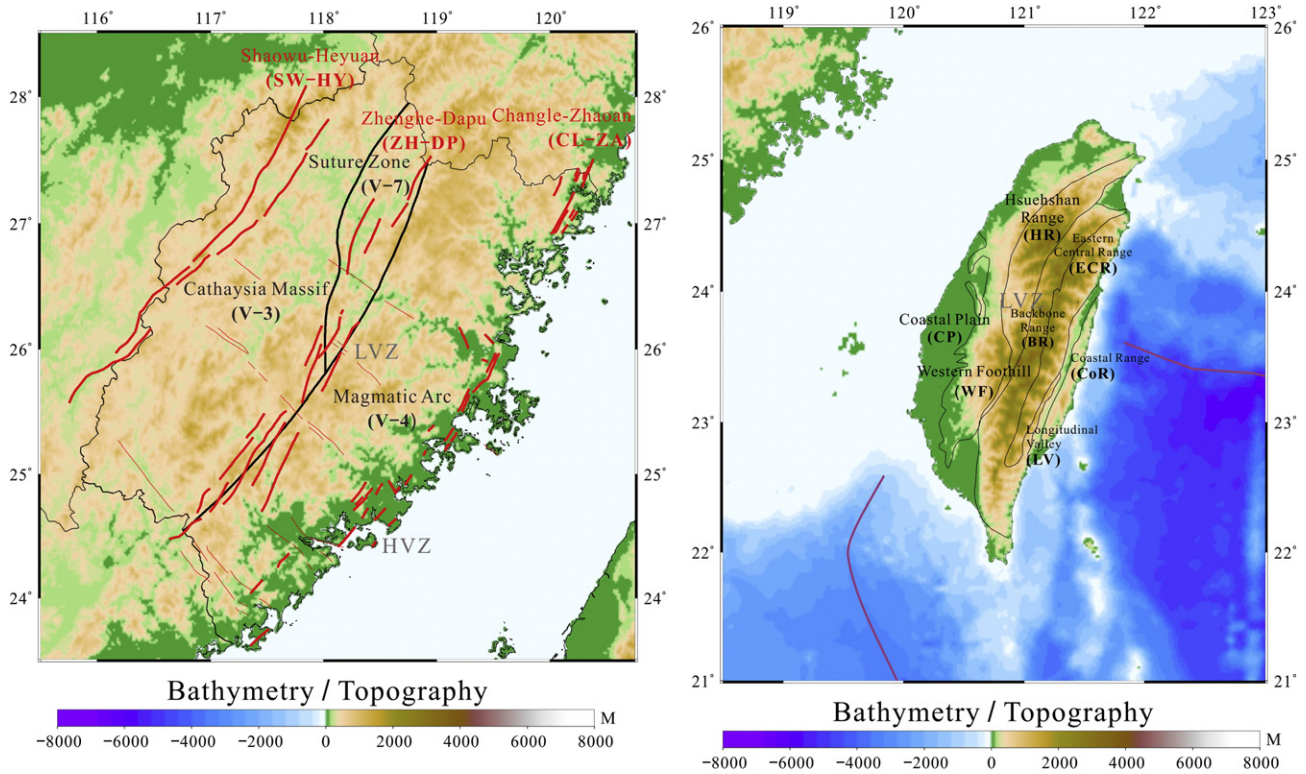 116°
117°
118°
119°
120°
28°
27°
26°
25°
24°
Shaowu-Heyuan
(SW-HY)
Zhenghe-Dapu
(ZH-DP)
Changle-Zhaoan
(CL-ZA)
Suture Zone
(V-7)
Cathaysia Massif
(V-3)
LVZ
Magmatic Arc
(V-4)
HVZ
Bathymetry / Topography
M
−8000 −6000 −4000 −2000 0 2000 4000 6000 8000
119°
120°
121°
122°
123°
26° 26°
25° 25°
24° 24°
23° 23°
22° 22°
21° 21°
Hsuehshan
Range
(HR)
Eastern
Central Range
(ECR)
LVZ
Backbone
Range
(BR)
Coastal Plain
(CP)
Coastal Range
(CoR)
Western Foothill
(WF)
Longitudinal
Valley
(LV)
Bathymetry / Topography
M
−8000 −6000 −4000 −2000 0 2000 4000 6000 8000